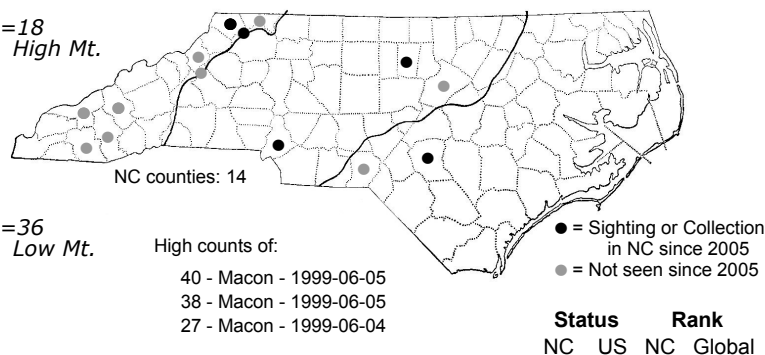 =18
High Mt.
NC counties: 14
=36
Low Mt.
High counts of:
40 - Macon - 1999-06-05
38 - Macon - 1999-06-05
27 - Macon - 1999-06-04
● = Sighting or Collection
in NC since 2005
● = Not seen since 2005
Status Rank
NC US NC Global